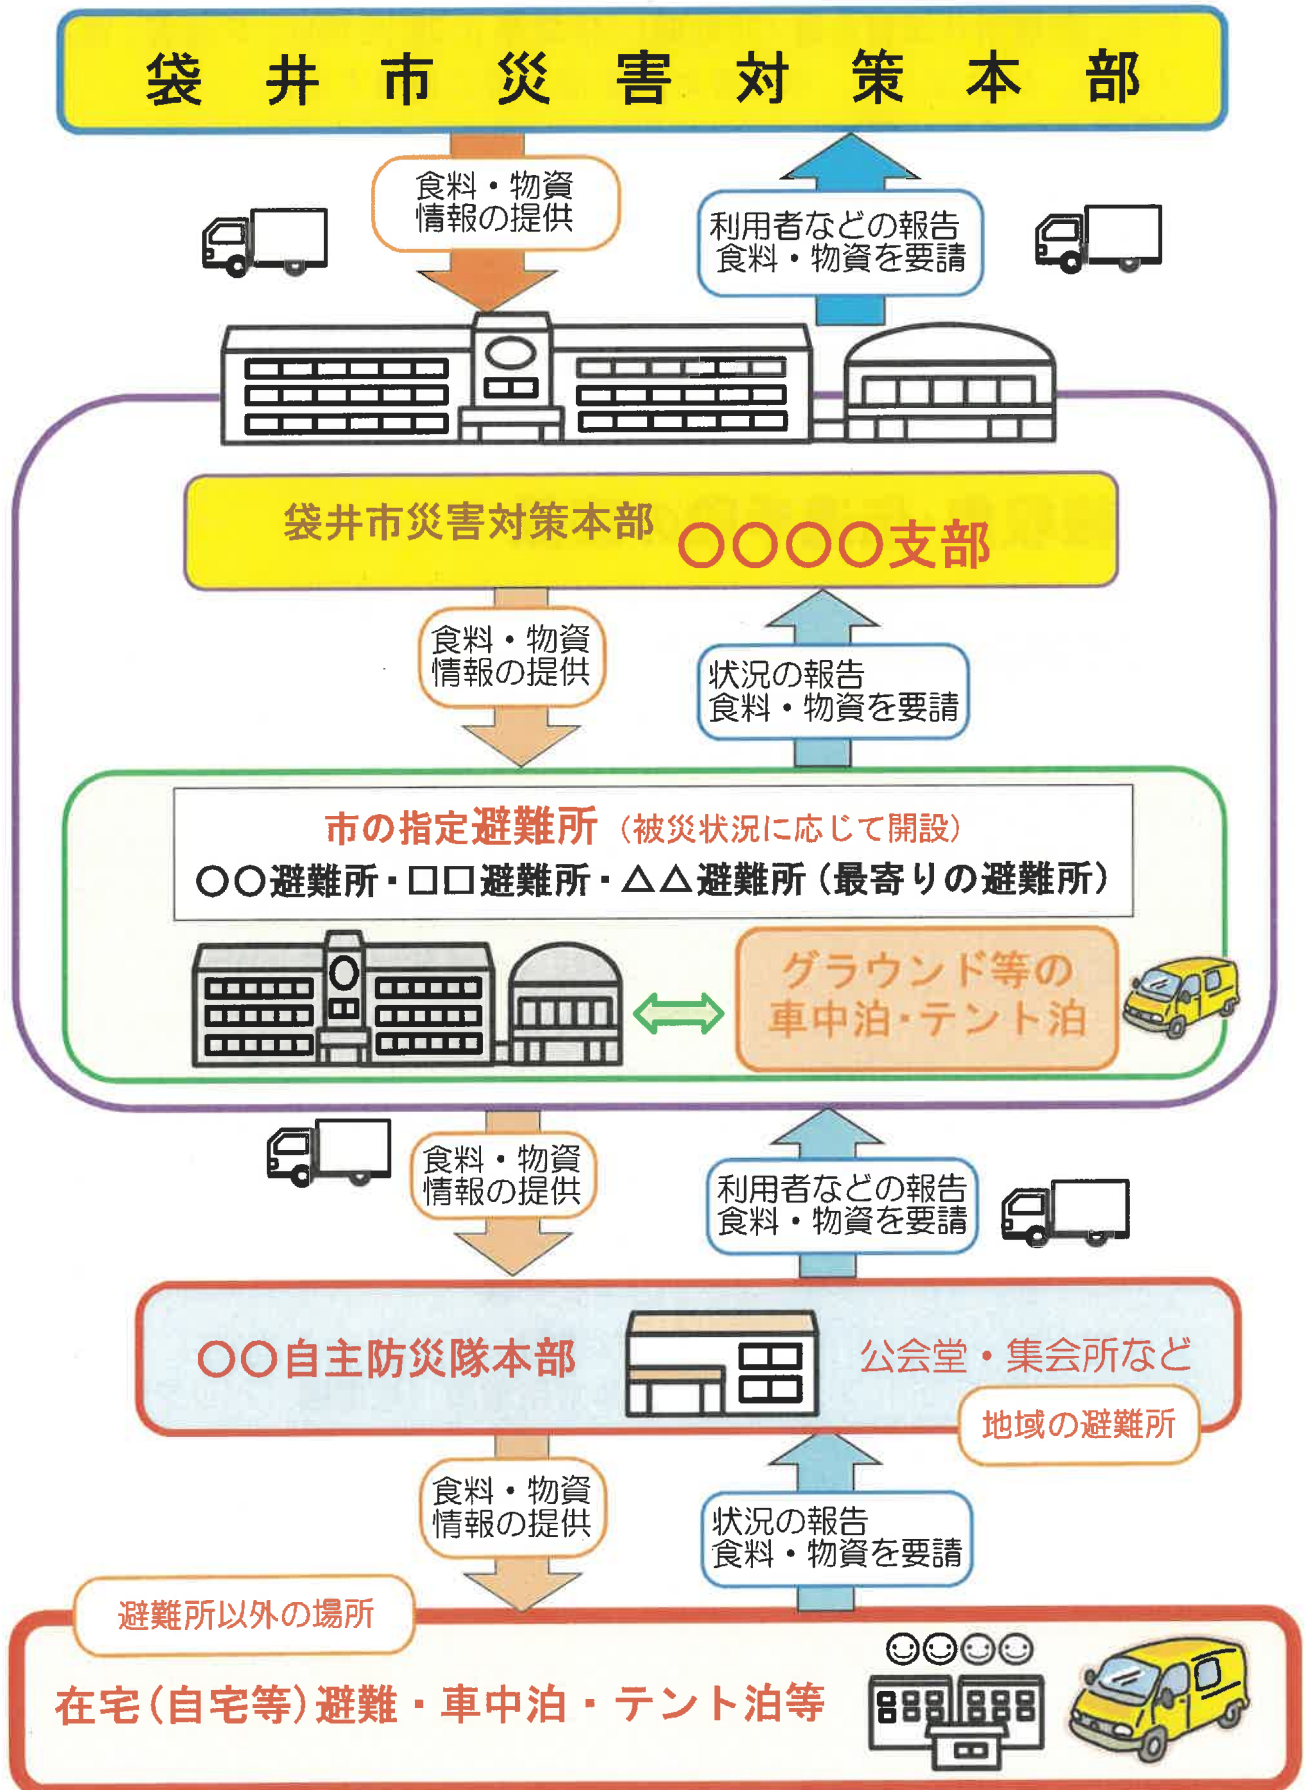 袋井市災害対策本部
食料・物資
情報の提供
利用者などの報告
食料・物資を要請
袋井市災害対策本部 〇〇〇〇支部
食料・物資
情報の提供
状況の報告
食料・物資を要請
市の指定避難所（被災状況に応じて開設）
〇〇避難所・□□避難所・△△避難所（最寄りの避難所）
グラウンド等の
車中泊・テント泊
食料・物資
情報の提供
利用者などの報告
食料・物資を要請
〇〇自主防災隊本部
公会堂・集会所など
地域の避難所
食料・物資
情報の提供
状況の報告
食料・物資を要請
避難所以外の場所
在宅（自宅等）避難・車中泊・テント泊等